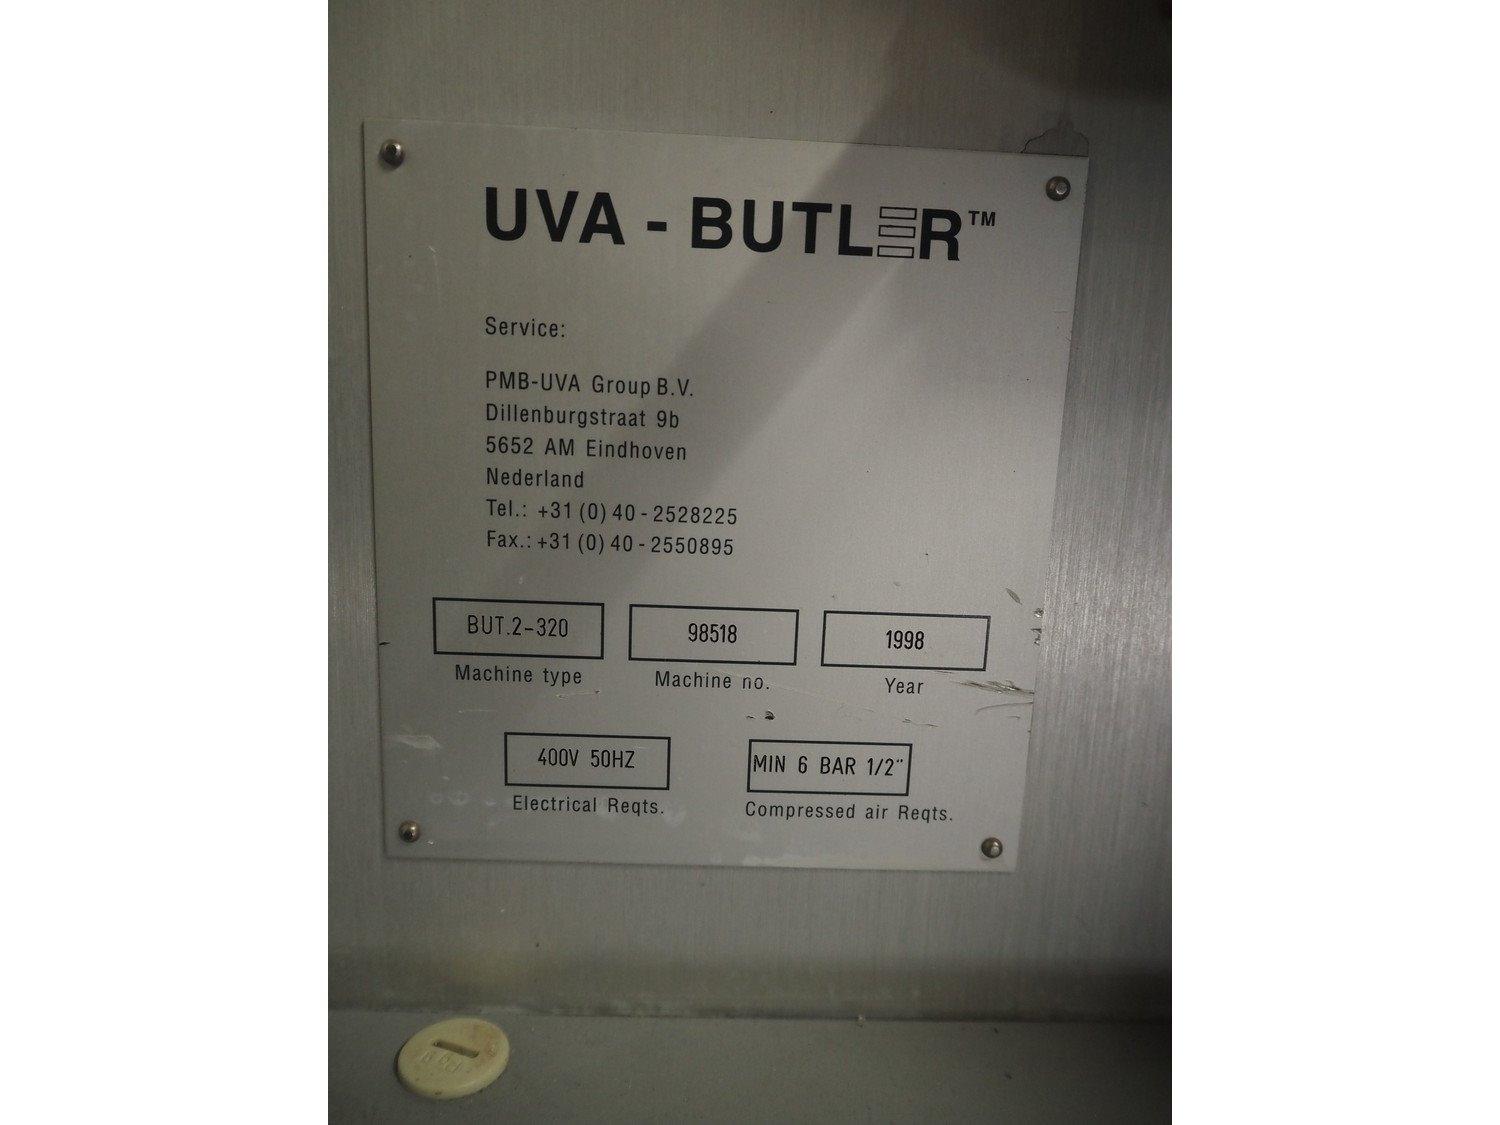 UVA - BUTLER™
Service:
PMB-UVA Group B.V.
Dillenburgstraat 9b
5652 AM Eindhoven
Nederland
Tel.: +31 (0) 40 - 2528225
Fax.: +31 (0) 40 - 2550895
BUT.2-320 98518 1998
Machine type Machine no. Year
400V 50HZ MIN 6 BAR 1/2"
Electrical Reqts. Compressed air Reqts.